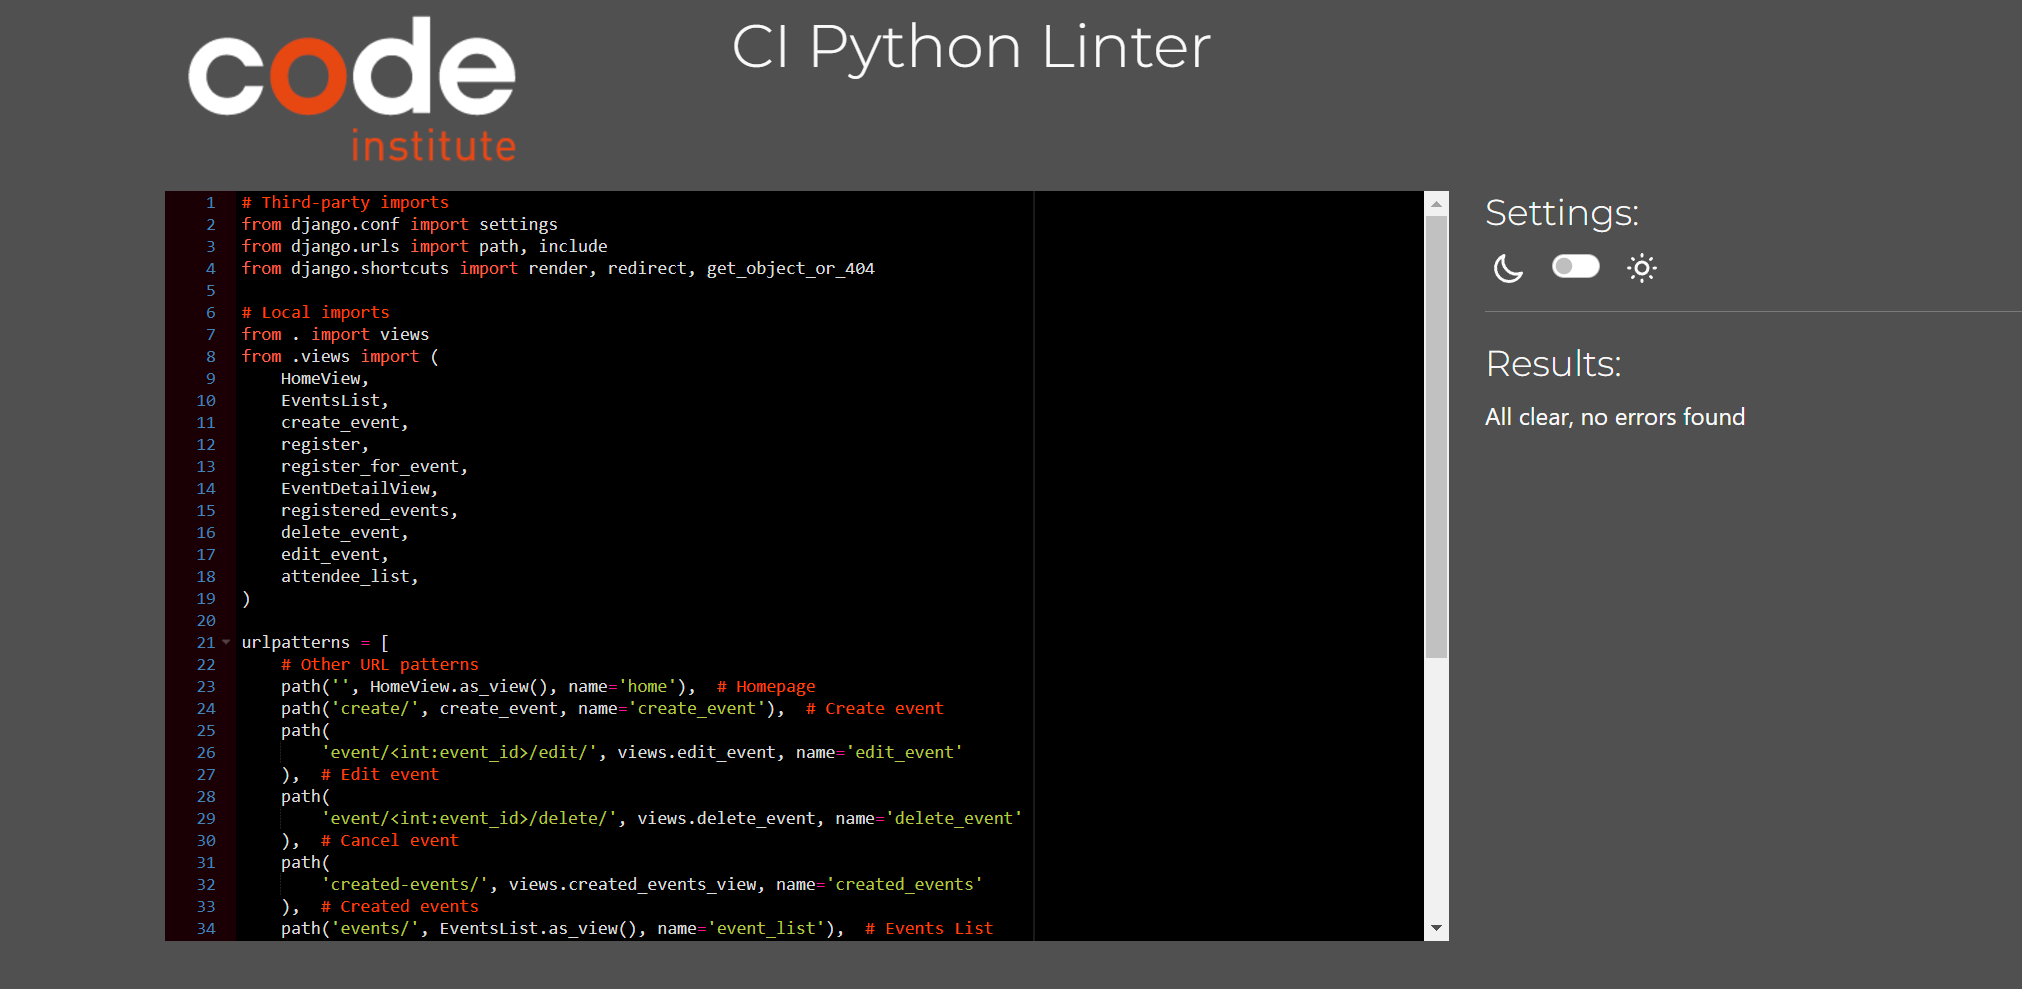 code
institute
CI Python Linter
1 # Third-party imports
2 from django.conf import settings
3 from django.urls import path, include
4 from django.shortcuts import render, redirect, get_object_or_404
5
6 # Local imports
7 from . import views
8 from .views import (
9     HomeView,
10     EventsList,
11     create_event,
12     register,
13     register_for_event,
14     EventDetailView,
15     registered_events,
16     delete_event,
17     edit_event,
18     attendee_list,
19 )
20
21 urlpatterns = [
22     # Other URL patterns
23     path('', HomeView.as_view(), name='home'),  # Homepage
24     path('create/', create_event, name='create_event'),  # Create event
25     path(
26         'event/<int:event_id>/edit/', views.edit_event, name='edit_event'
27     ),  # Edit event
28     path(
29         'event/<int:event_id>/delete/', views.delete_event, name='delete_event'
30     ),  # Cancel event
31     path(
32         'created-events/', views.created_events_view, name='created_events'
33     ),  # Created events
34     path('events/', EventsList.as_view(), name='event_list'),  # Events List
Settings:
Results:
All clear, no errors found